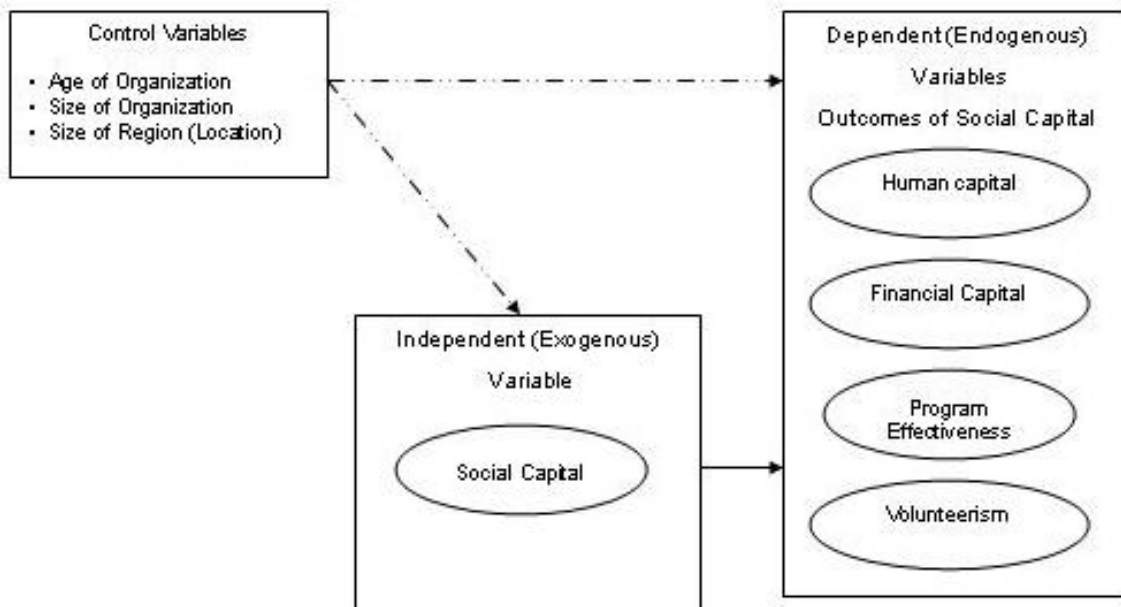 Control Variables
• Age of Organization
• Size of Organization
• Size of Region (Location)
Dependent (Endogenous)
Variables
Outcomes of Social Capital
Human capital
Financial Capital
Program
Effectiveness
Volunteerism
Independent (Exogenous)
Variable
Social Capital